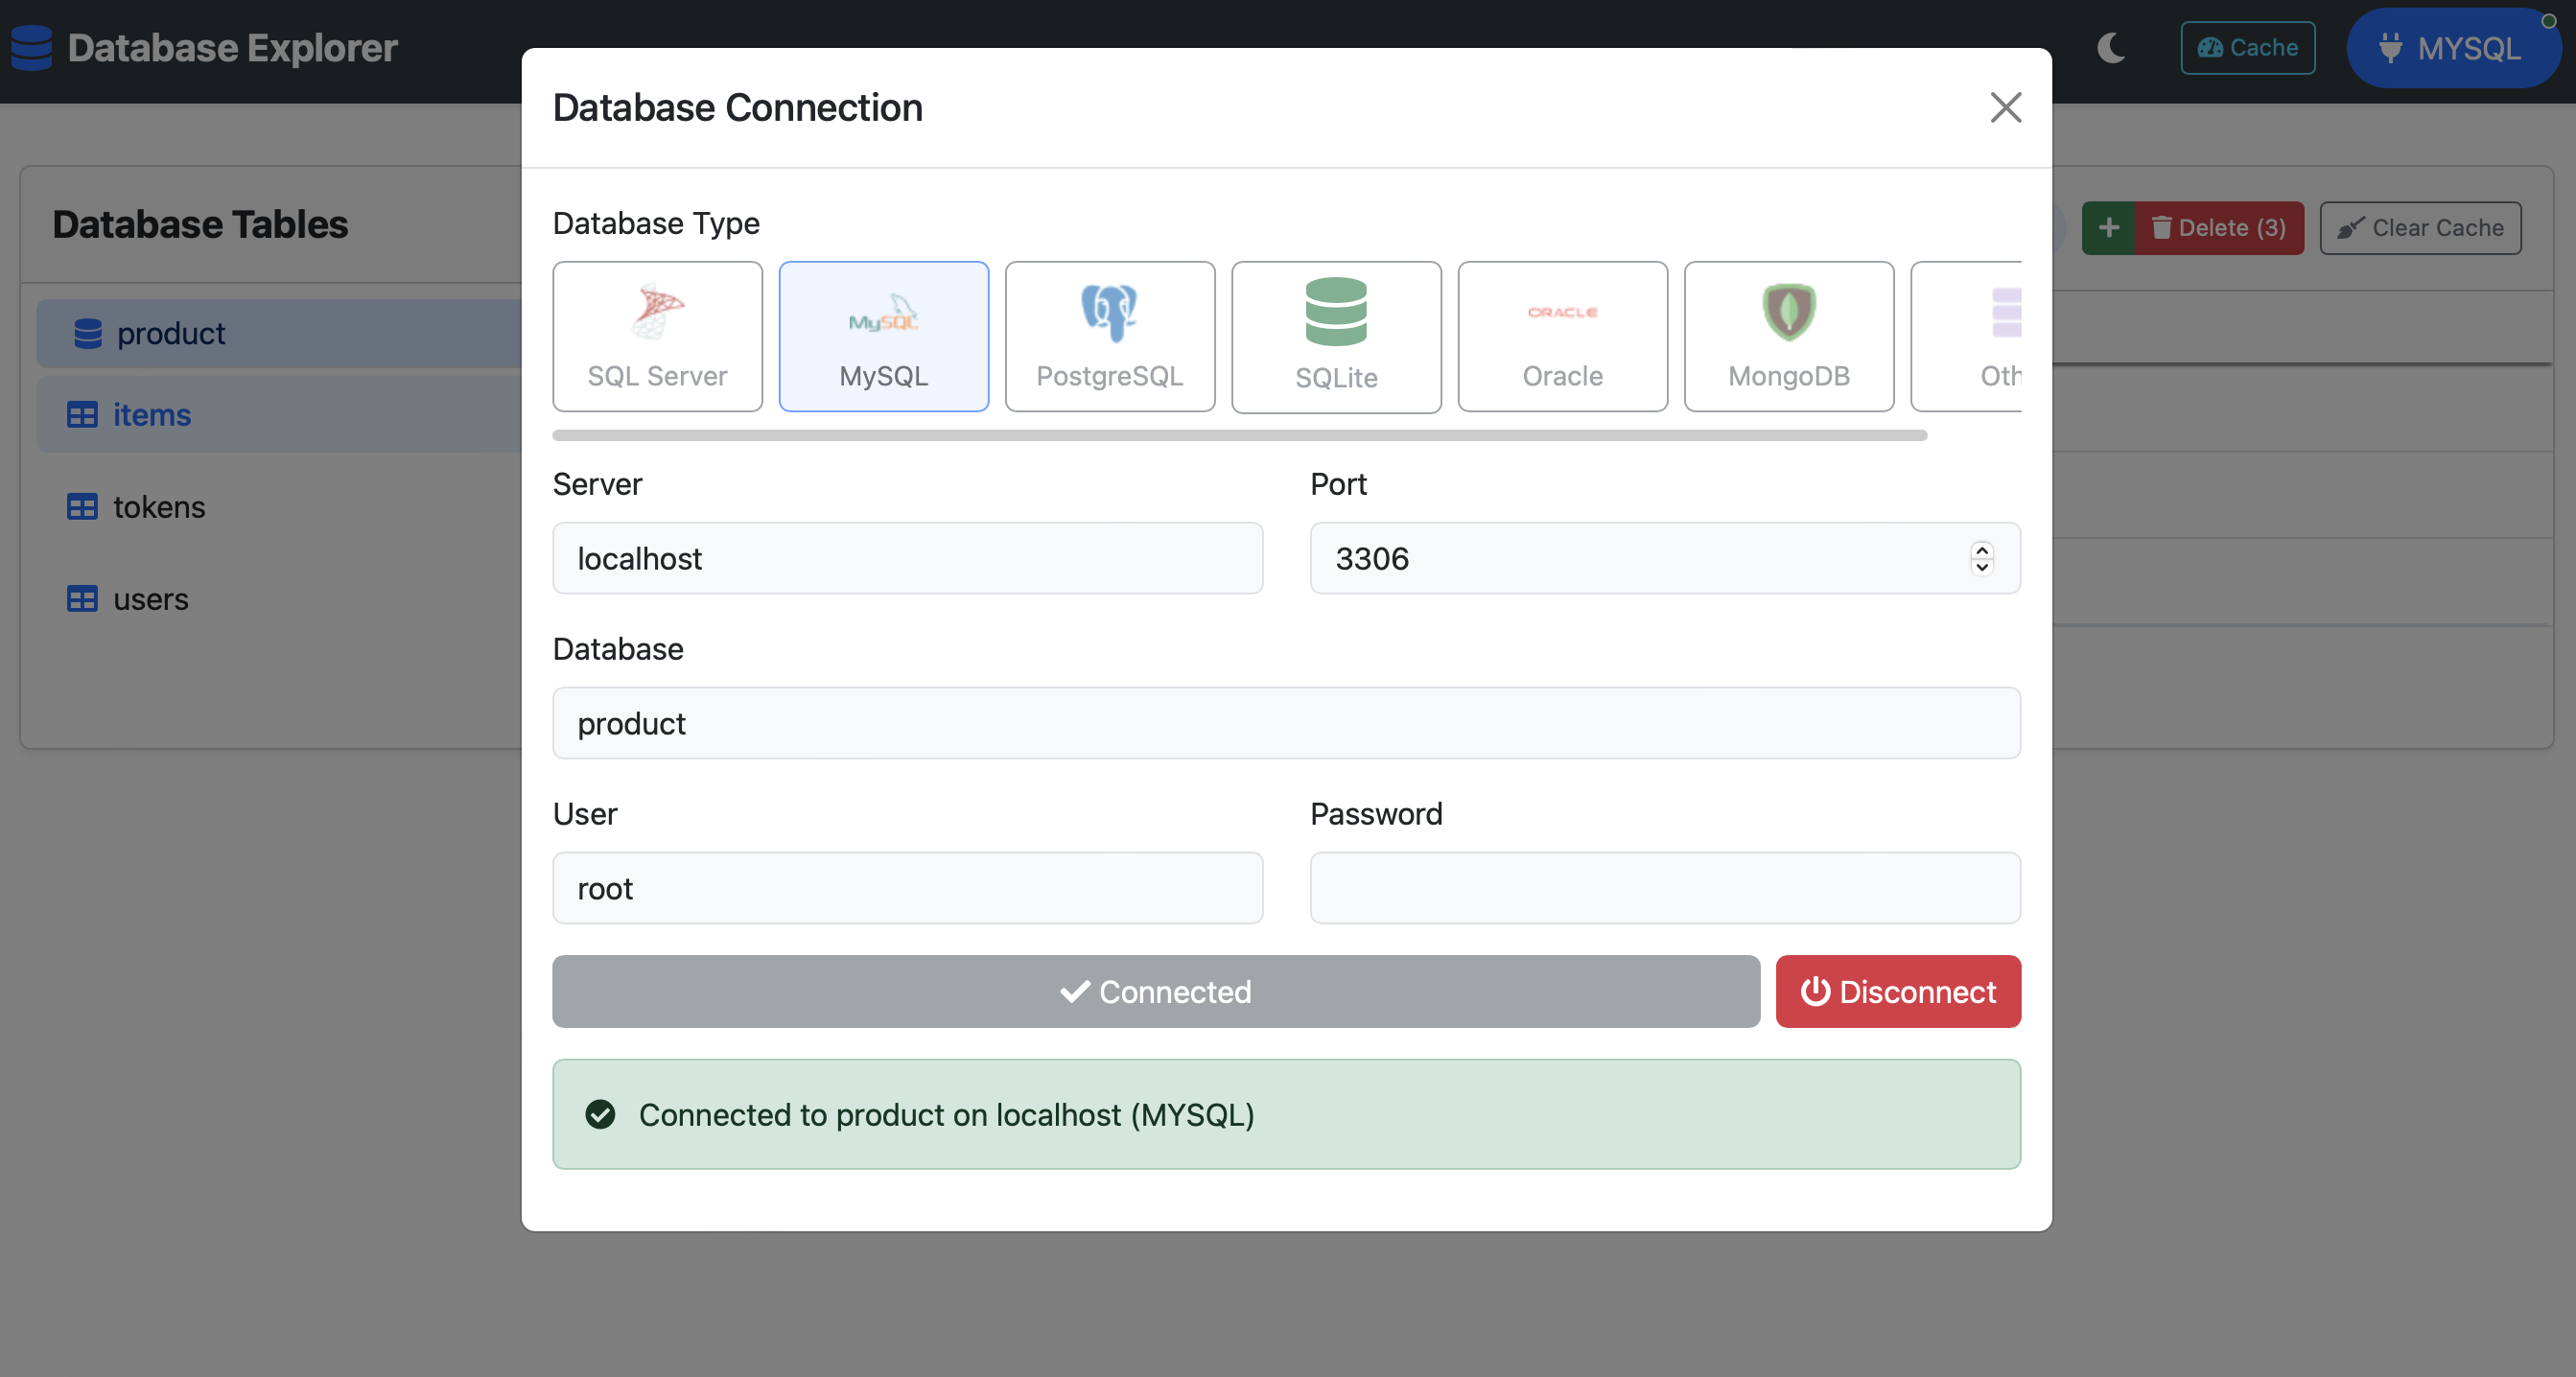 Database Explorer
Cache
MYSQL
Database Connection
Database Tables
Delete (3)
Clear Cache
product
items
tokens
users
Database Type
SQL Server
MySQL
MySQL
PostgreSQL
SQLite
ORACLE
Oracle
MongoDB
Oth
Server
Port
localhost
3306
Database
product
User
Password
root
Connected
Disconnect
Connected to product on localhost (MYSQL)